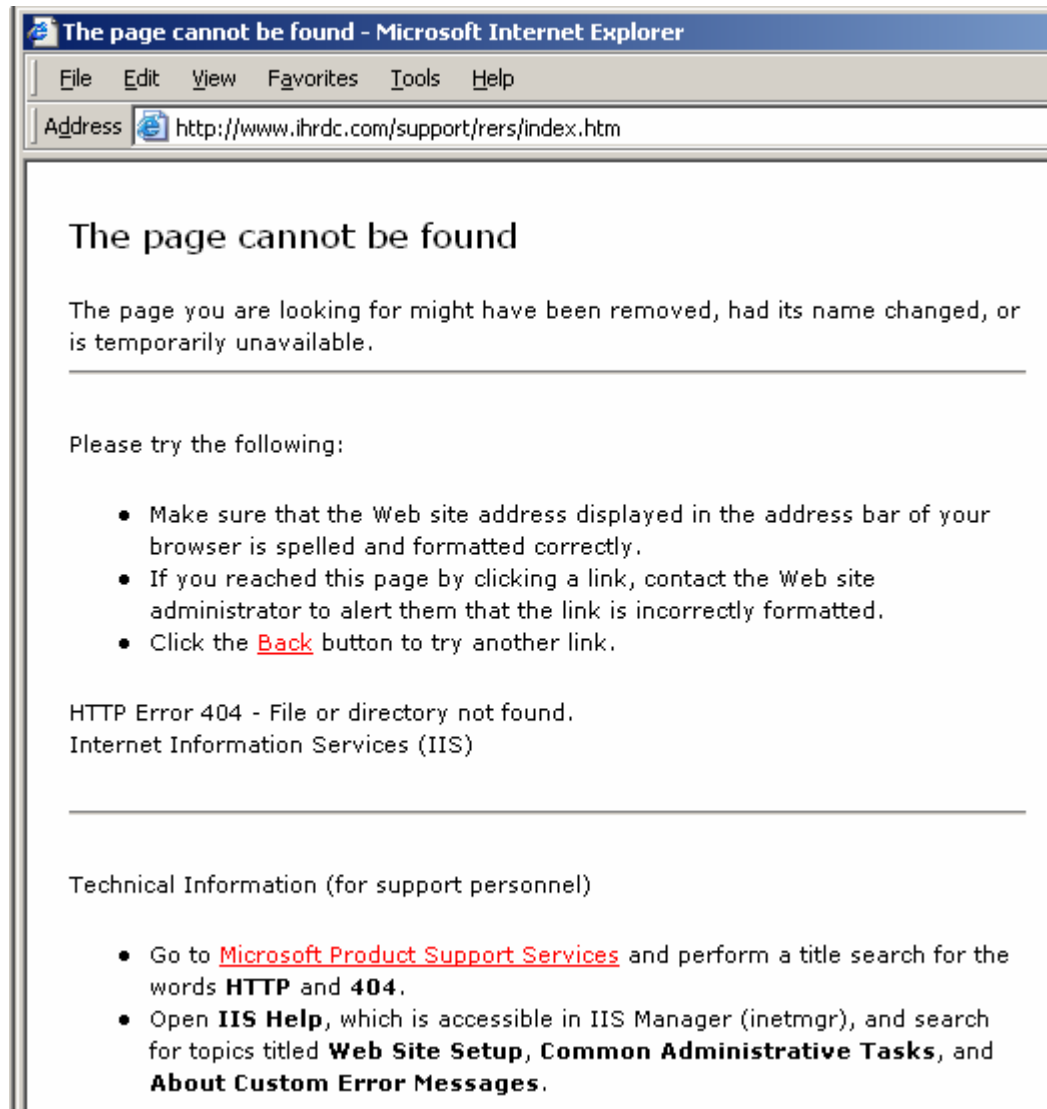 The page cannot be found - Microsoft Internet Explorer
File Edit View Favorites Tools Help
Address http://www.ihrdc.com/support/rers/index.htm
The page cannot be found
The page you are looking for might have been removed, had its name changed, or
is temporarily unavailable.
Please try the following:
● Make sure that the Web site address displayed in the address bar of your
browser is spelled and formatted correctly.
● If you reached this page by clicking a link, contact the Web site
administrator to alert them that the link is incorrectly formatted.
● Click the Back button to try another link.
HTTP Error 404 - File or directory not found.
Internet Information Services (IIS)
Technical Information (for support personnel)
● Go to Microsoft Product Support Services and perform a title search for the
words HTTP and 404.
● Open IIS Help, which is accessible in IIS Manager (inetmgr), and search
for topics titled Web Site Setup, Common Administrative Tasks, and
About Custom Error Messages.